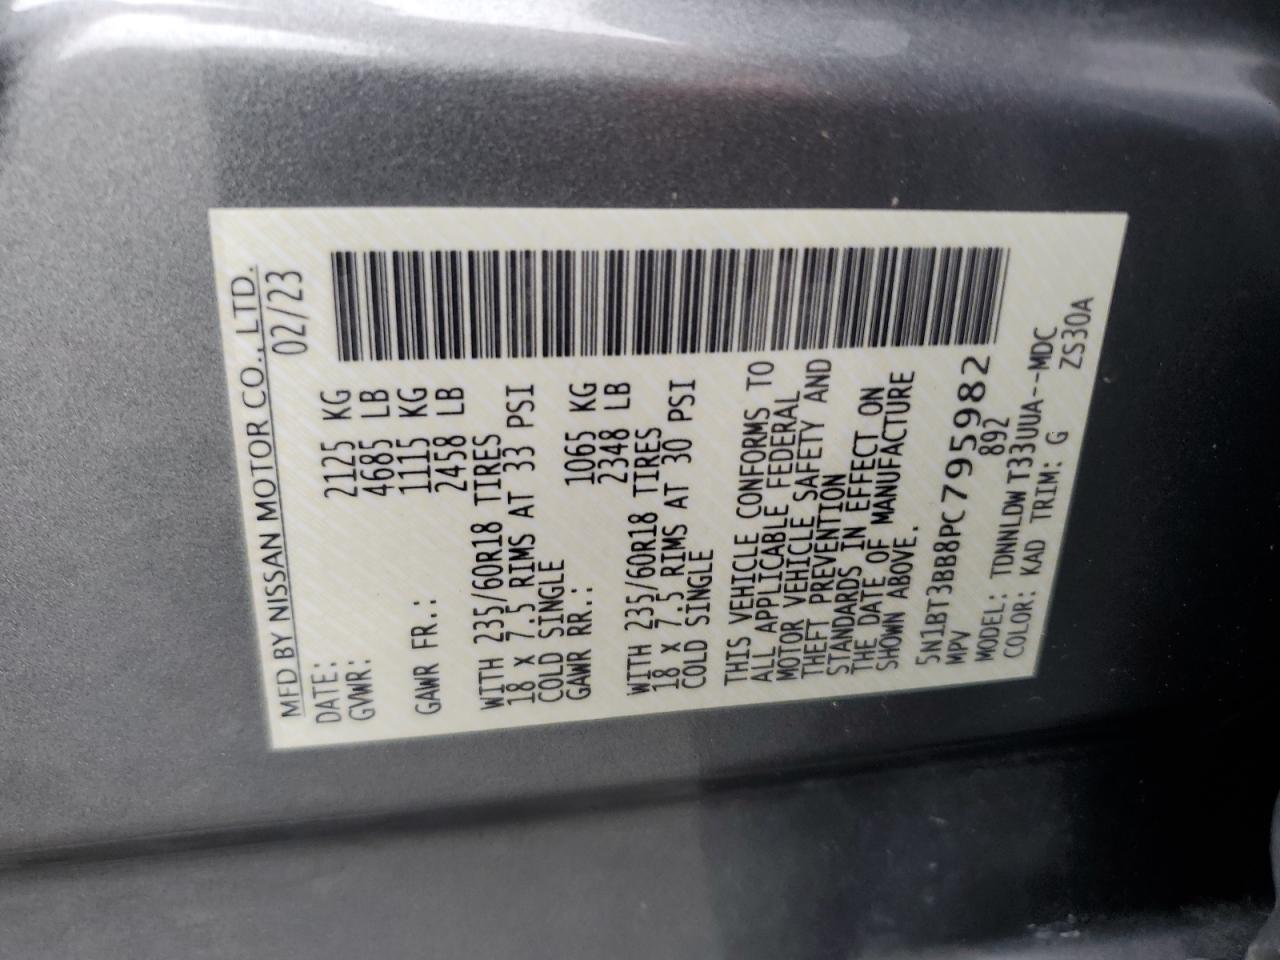 MFD BY NISSAN MOTOR CO., LTD.
DATE: 02/23
GVWR: 2125 KG
4685 LB
GAWR FR.: 1115 KG
2458 LB
WITH 235/60R18 TIRES
18 X 7.5 RIMS AT 33 PSI
COLD SINGLE
GAWR RR.: 1065 KG
2348 LB
WITH 235/60R18 TIRES
18 X 7.5 RIMS AT 30 PSI
COLD SINGLE
THIS VEHICLE CONFORMS TO
ALL APPLICABLE FEDERAL
MOTOR VEHICLE SAFETY AND
THEFT PREVENTION
STANDARDS IN EFFECT ON
THE DATE OF MANUFACTURE
SHOWN ABOVE.
5N1BT3BB8PC795982
MPV 892
MODEL: TDNNLDWT33UUA--MDC
COLOR: KAD TRIM: G ZS30A